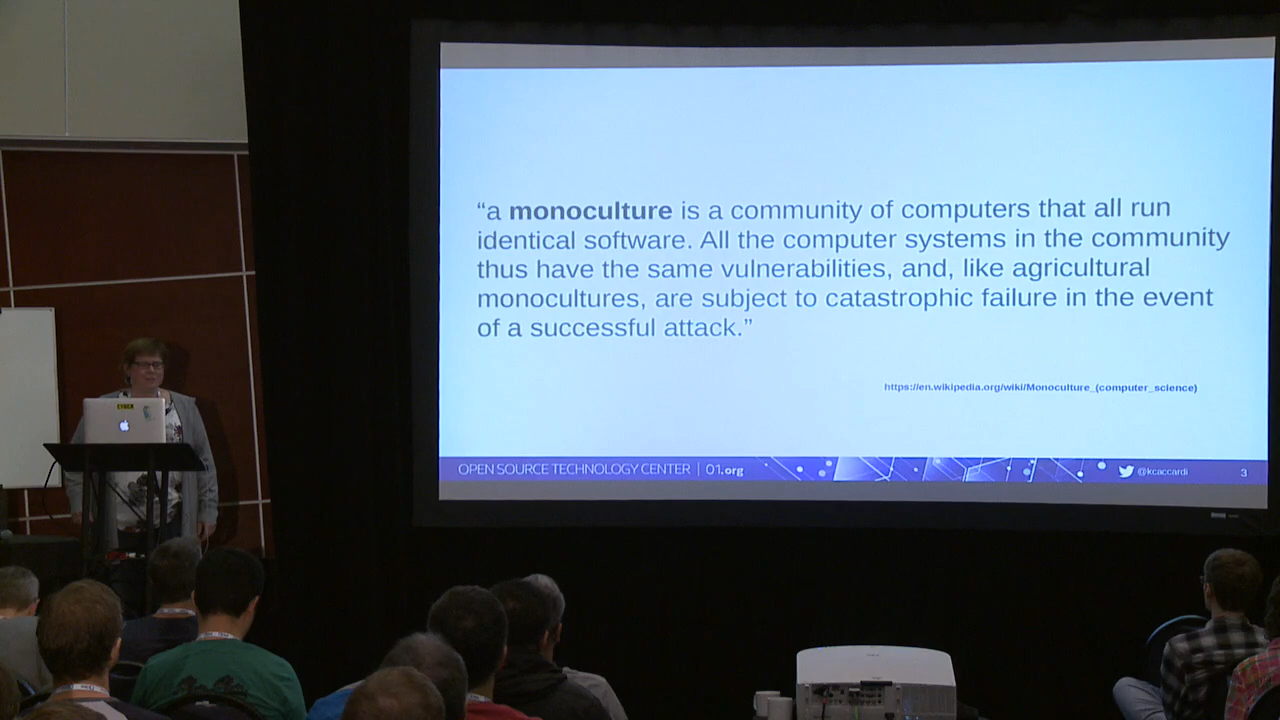 “a monoculture is a community of computers that all run
identical software. All the computer systems in the community
thus have the same vulnerabilities, and, like agricultural
monocultures, are subject to catastrophic failure in the event
of a successful attack.”
https://en.wikipedia.org/wiki/Monoculture_(computer_science)
OPEN SOURCE TECHNOLOGY CENTER | 01.org
@kcaccardi
3
CYBER